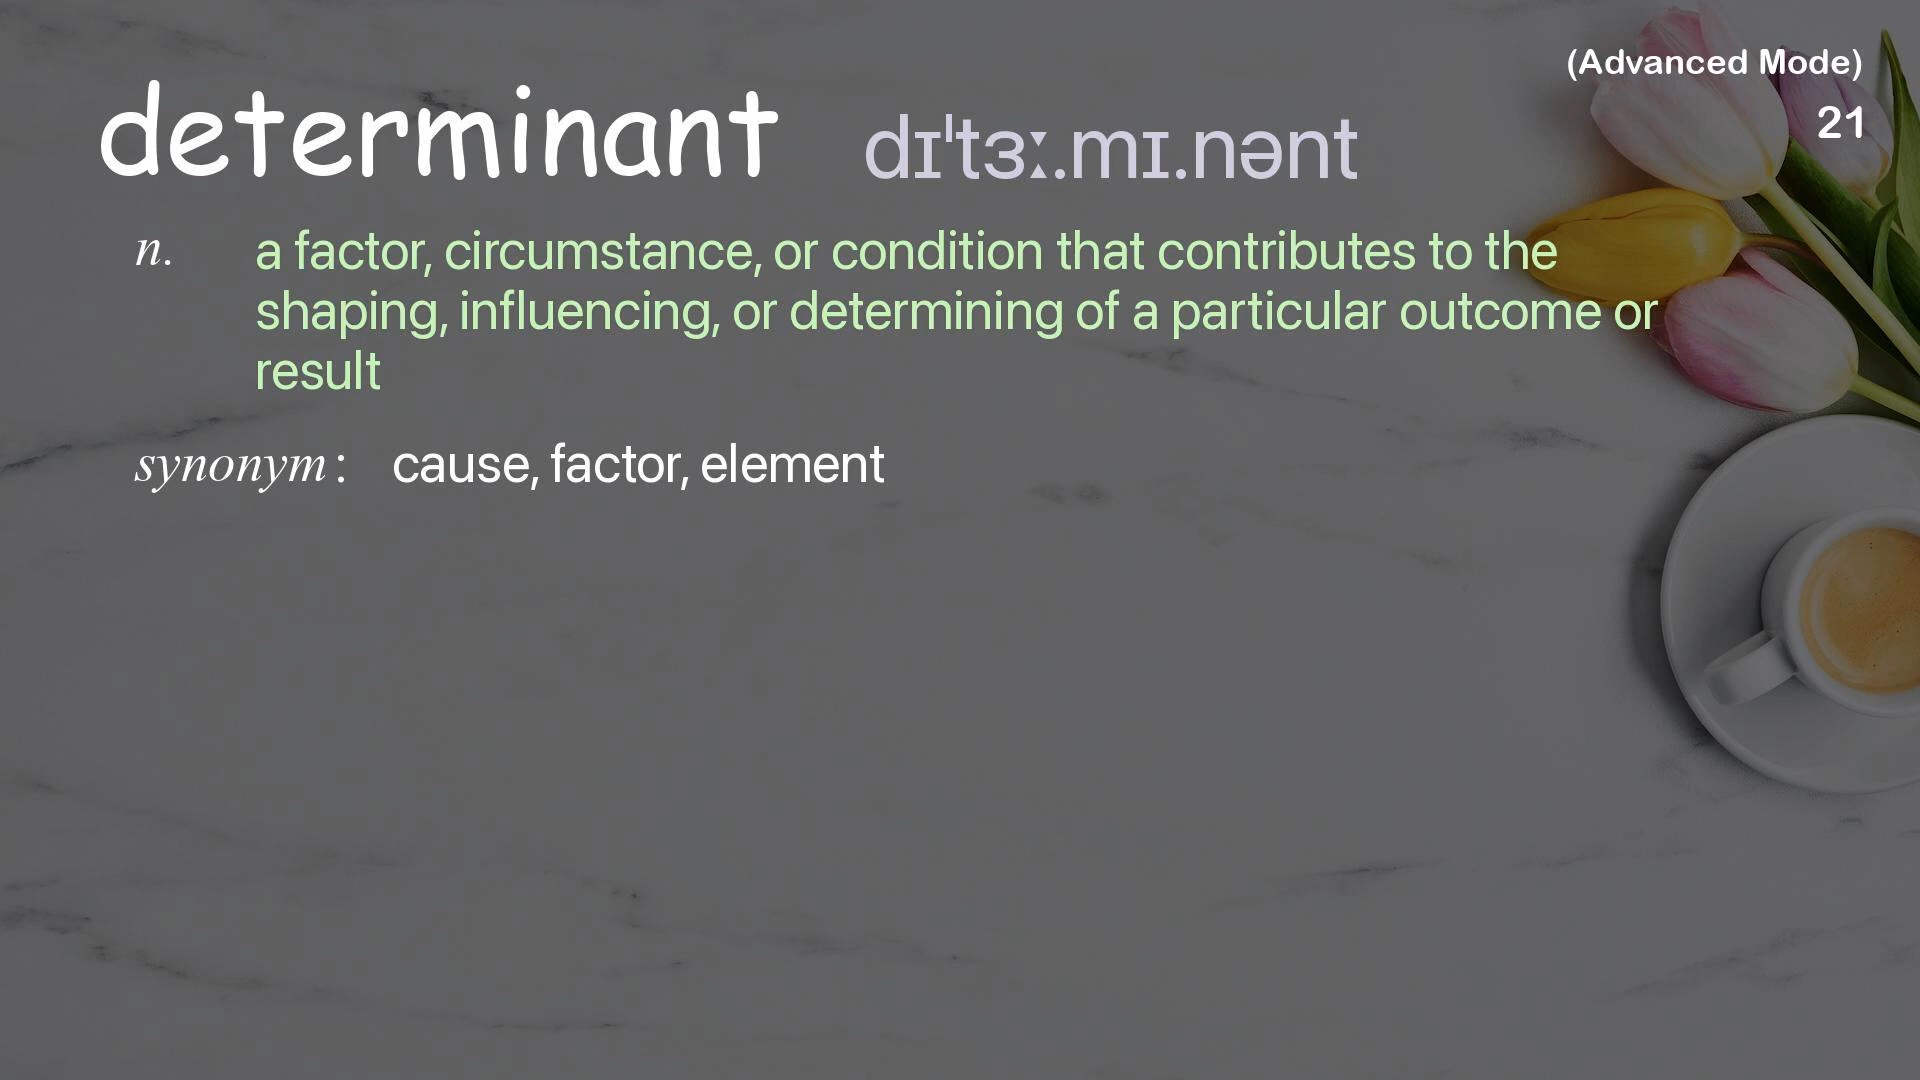 (Advanced Mode)
determinant dɪˈtɜː.mɪ.nənt
21
n. a factor, circumstance, or condition that contributes to the
shaping, influencing, or determining of a particular outcome or
result
synonym: cause, factor, element